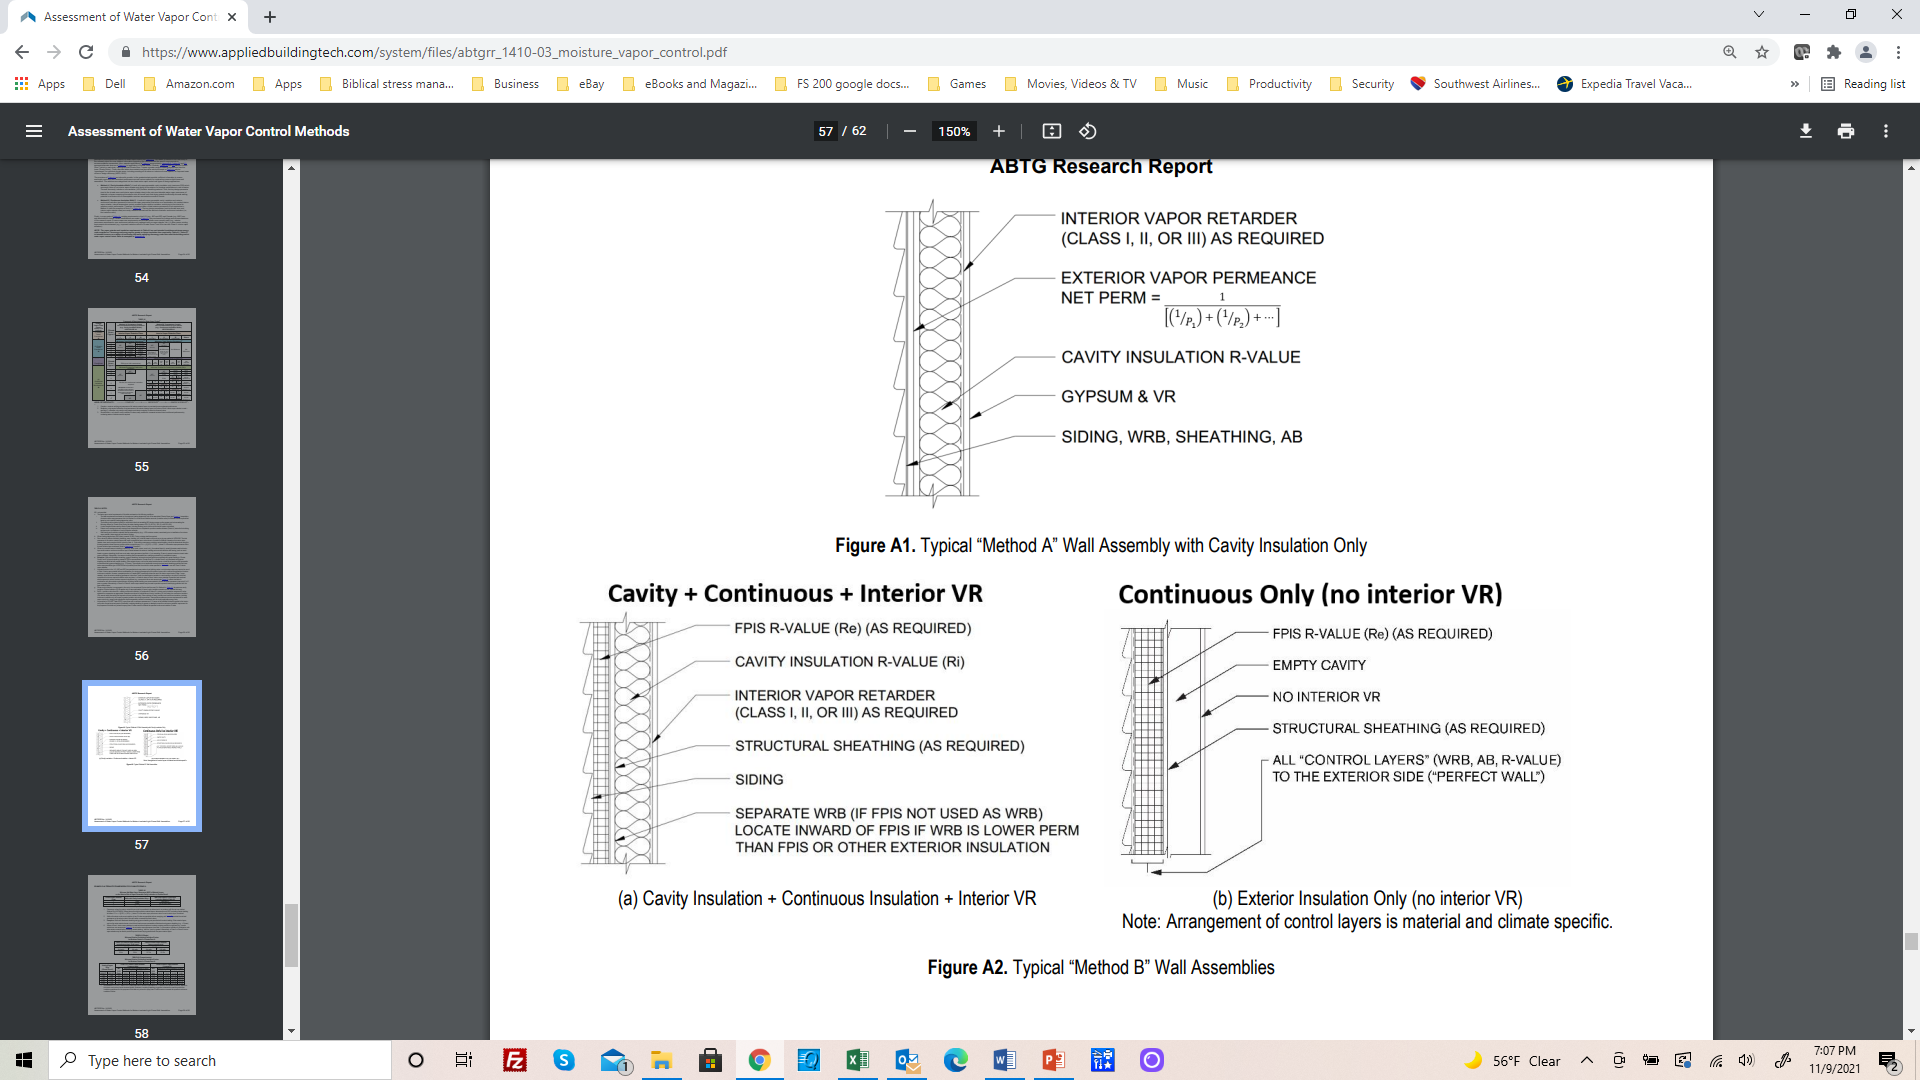 Assessment of Water Vapor Cont
https://www.appliedbuildingtech.com/system/files/abtgrr_1410-03_moisture_vapor_control.pdf
Apps
Dell
Amazon.com
Apps
Biblical stress mana...
Business
eBay
eBooks and Magazi...
FS 200 google docs...
Games
Movies, Videos & TV
Music
Productivity
Security
Southwest Airlines...
Expedia Travel Vaca...
»
Reading list
Assessment of Water Vapor Control Methods
57 / 62
150%
54
55
56
57
58
ABTG Research Report
INTERIOR VAPOR RETARDER
(CLASS I, II, OR III) AS REQUIRED
EXTERIOR VAPOR PERMEANCE
NET PERM = 1 / [(1/P1) + (1/P2) + ···]
CAVITY INSULATION R-VALUE
GYPSUM & VR
SIDING, WRB, SHEATHING, AB
Figure A1. Typical “Method A” Wall Assembly with Cavity Insulation Only
Cavity + Continuous + Interior VR
FPIS R-VALUE (Re) (AS REQUIRED)
CAVITY INSULATION R-VALUE (Ri)
INTERIOR VAPOR RETARDER
(CLASS I, II, OR III) AS REQUIRED
STRUCTURAL SHEATHING (AS REQUIRED)
SIDING
SEPARATE WRB (IF FPIS NOT USED AS WRB)
LOCATE INWARD OF FPIS IF WRB IS LOWER PERM
THAN FPIS OR OTHER EXTERIOR INSULATION
(a) Cavity Insulation + Continuous Insulation + Interior VR
Continuous Only (no interior VR)
FPIS R-VALUE (Re) (AS REQUIRED)
EMPTY CAVITY
NO INTERIOR VR
STRUCTURAL SHEATHING (AS REQUIRED)
ALL “CONTROL LAYERS” (WRB, AB, R-VALUE)
TO THE EXTERIOR SIDE (“PERFECT WALL”)
(b) Exterior Insulation Only (no interior VR)
Note: Arrangement of control layers is material and climate specific.
Figure A2. Typical “Method B” Wall Assemblies
Type here to search
56°F Clear
7:07 PM
11/9/2021